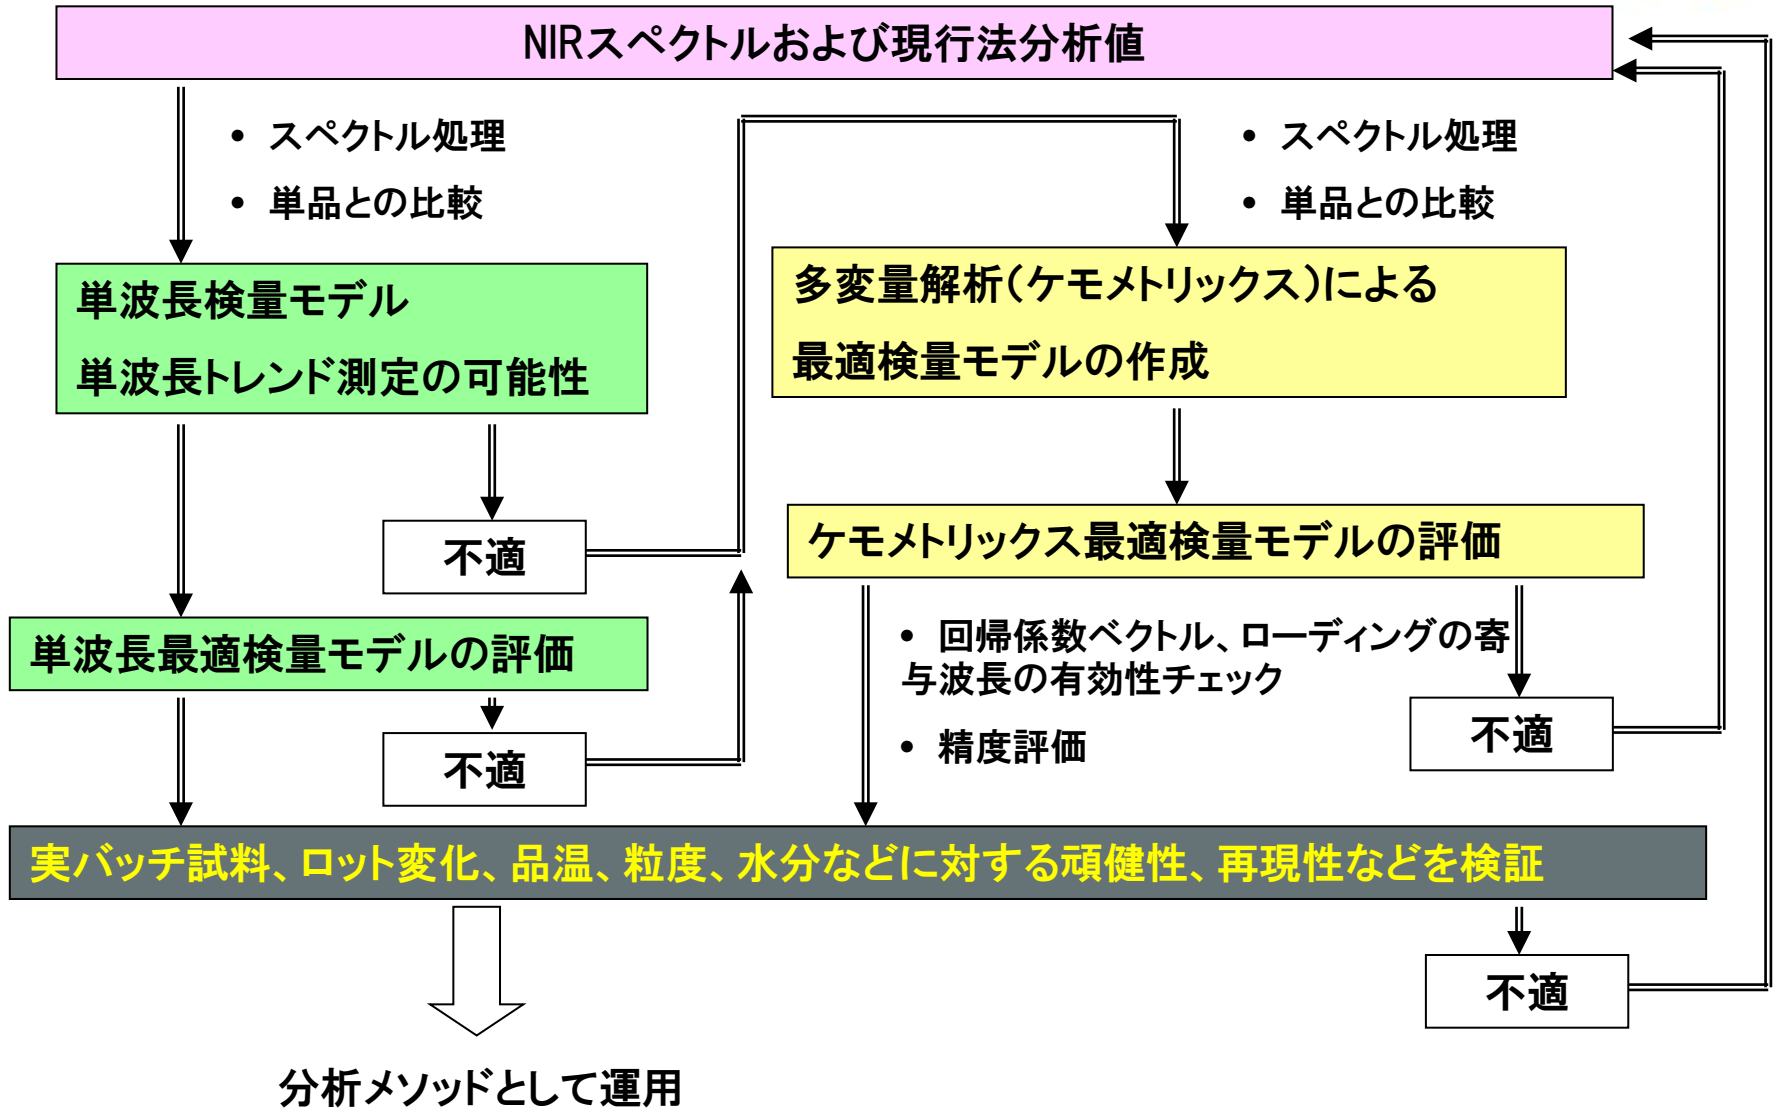 NIRスペクトルおよび現行法分析値
• スペクトル処理
• 単品との比較
• スペクトル処理
• 単品との比較
単波長検量モデル
単波長トレンド測定の可能性
多変量解析(ケモメトリックス)による
最適検量モデルの作成
不適
ケモメトリックス最適検量モデルの評価
単波長最適検量モデルの評価
• 回帰係数ベクトル、ローディングの寄
与波長の有効性チェック
• 精度評価
不適
不適
実バッチ試料、ロット変化、品温、粒度、水分などに対する頑健性、再現性などを検証
不適
分析メソッドとして運用